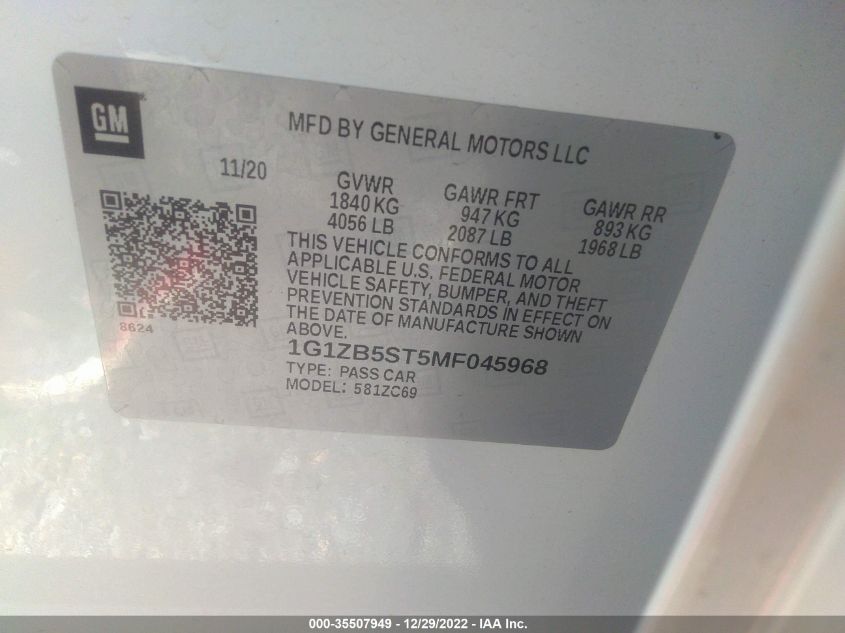 GM
MFD BY GENERAL MOTORS LLC
11/20
GVWR
1840 KG
4056 LB
GAWR FRT
947 KG
2087 LB
GAWR RR
893 KG
1968 LB
THIS VEHICLE CONFORMS TO ALL
APPLICABLE U.S. FEDERAL MOTOR
VEHICLE SAFETY, BUMPER, AND THEFT
PREVENTION STANDARDS IN EFFECT ON
THE DATE OF MANUFACTURE SHOWN
ABOVE.
8624
1G1ZB5ST5MF045968
TYPE: PASS CAR
MODEL: 581ZC69
000-35507949 - 12/29/2022 - IAA Inc.